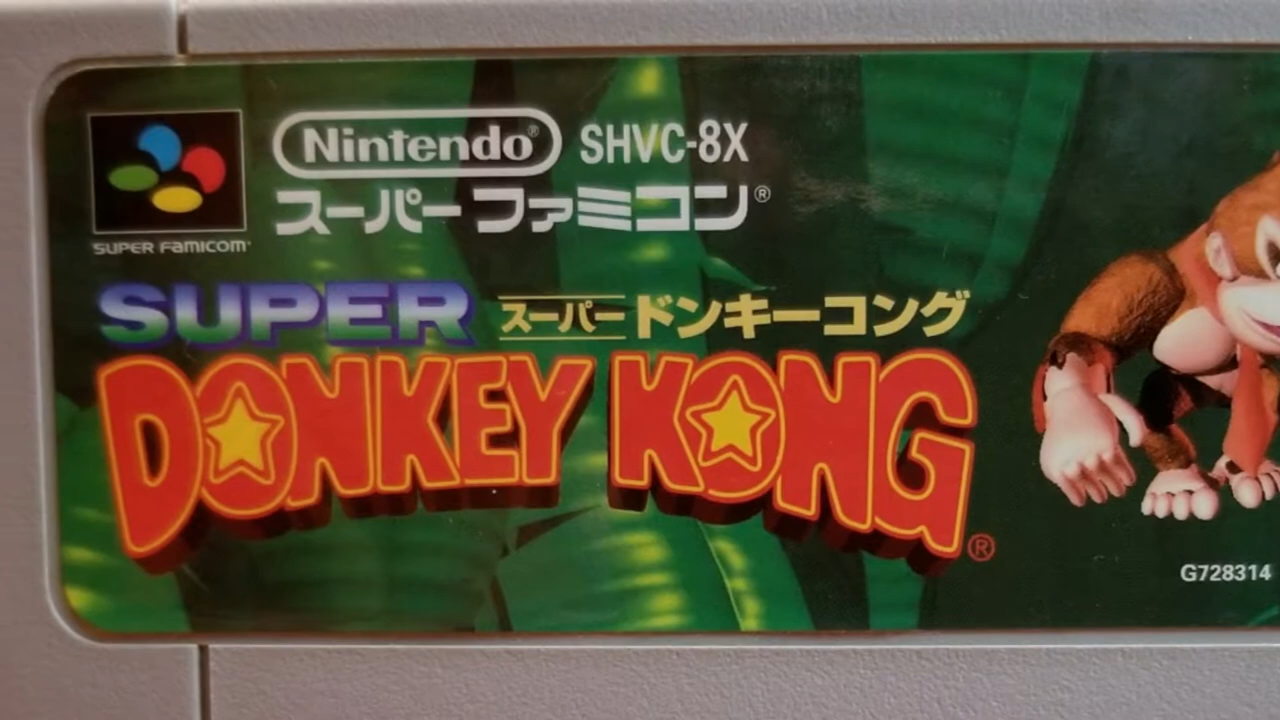 Nintendo® SHVC-8X
スーパーファミコン®
SUPER FAMICOM
SUPER スーパードンキーコング
DONKEY KONG®
G728314